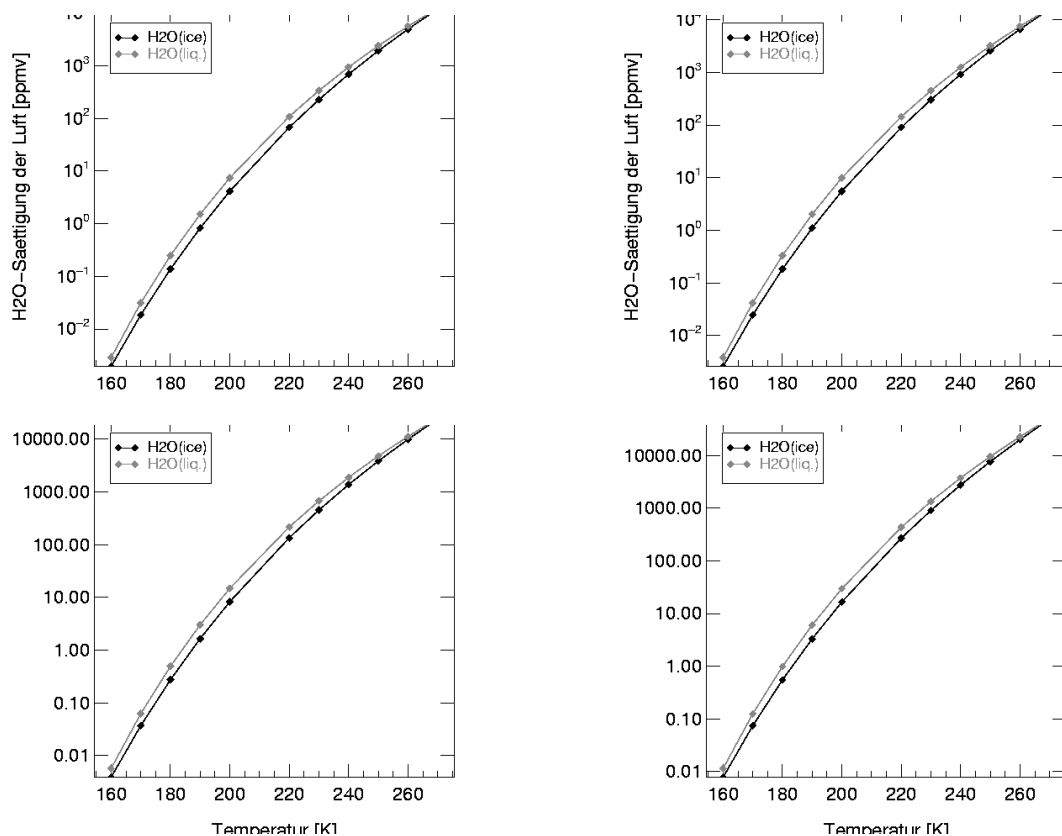 10
10³
10²
10¹
10⁰
10⁻¹
10⁻²
H2O−Saettigung der Luft [ppmv]
H2O(ice)
H2O(liq.)
160 180 200 220 240 260
10⁴
10³
10²
10¹
10⁰
10⁻¹
10⁻²
H2O−Saettigung der Luft [ppmv]
H2O(ice)
H2O(liq.)
160 180 200 220 240 260
10000.00
1000.00
100.00
10.00
1.00
0.10
0.01
H2O(ice)
H2O(liq.)
160 180 200 220 240 260
Temperatur [K]
10000.00
1000.00
100.00
10.00
1.00
0.10
0.01
H2O(ice)
H2O(liq.)
160 180 200 220 240 260
Temperatur [K]